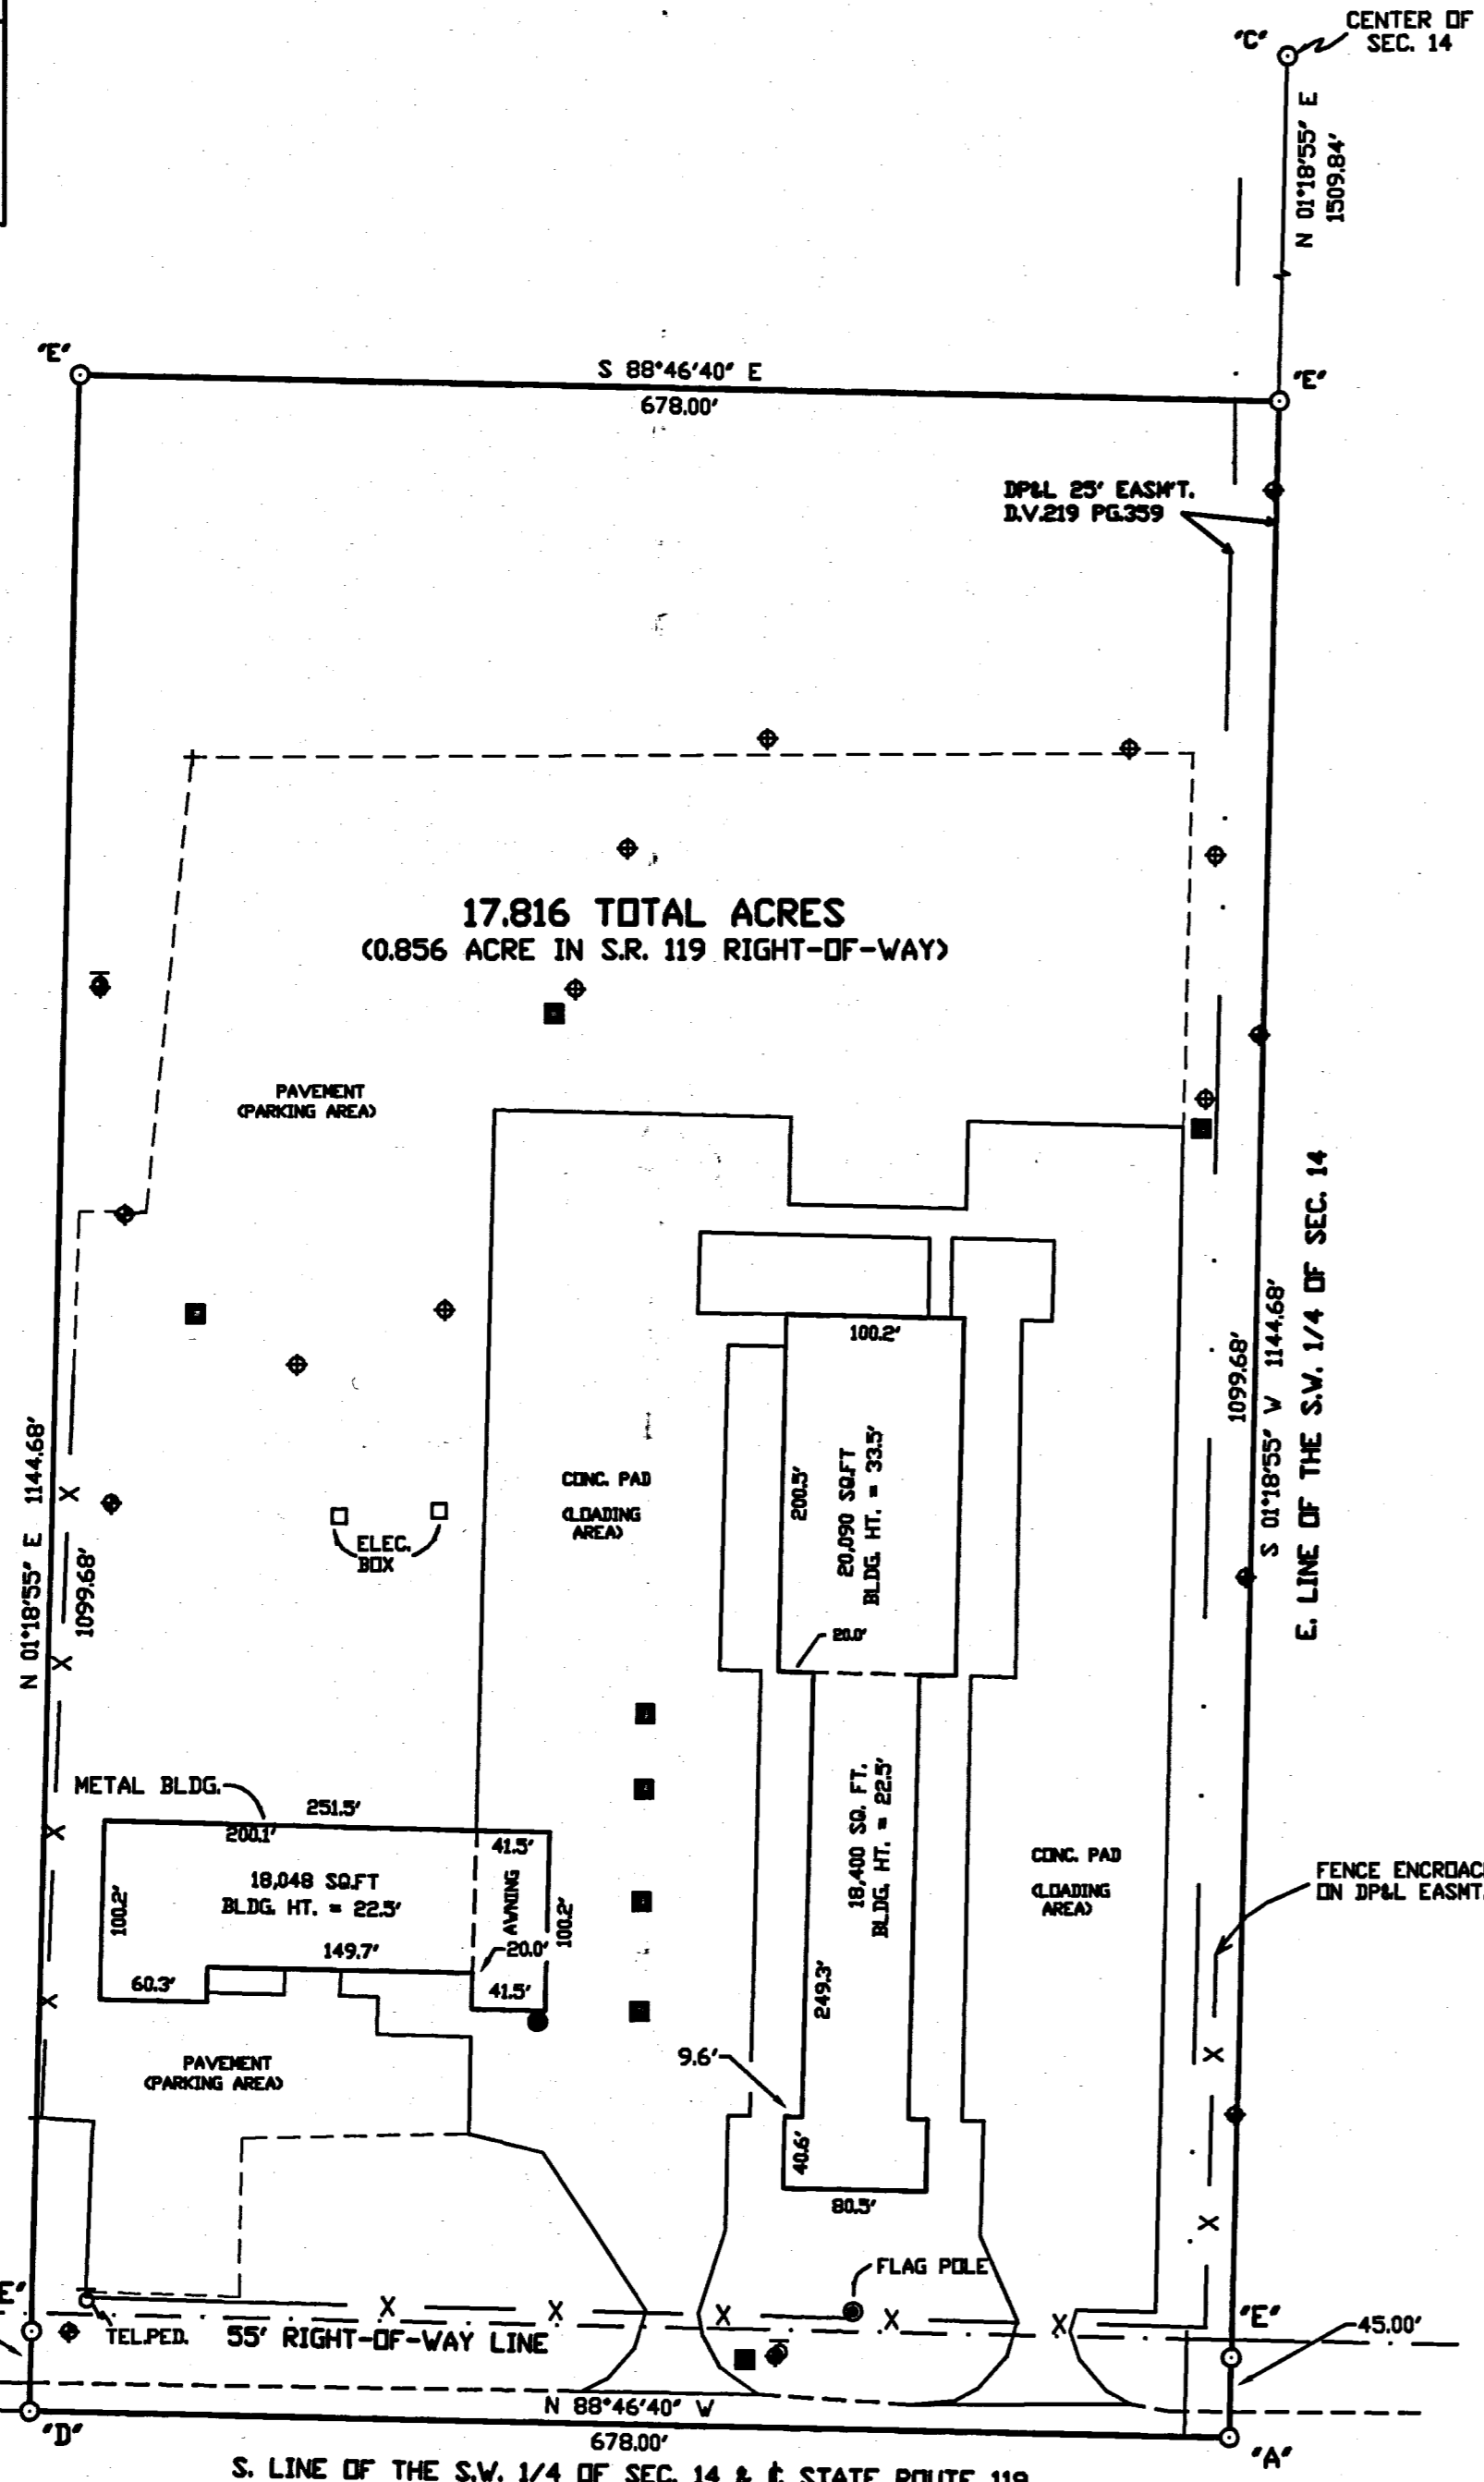 "C"
CENTER OF
SEC. 14
N 01°18'55" E
1509.84'
"E"
S 88°46'40" E
678.00'
"E"
DP&L 25' EASM'T.
D.V.219 PG.359
17.816 TOTAL ACRES
(0.856 ACRE IN S.R. 119 RIGHT-OF-WAY)
PAVEMENT
(PARKING AREA)
100.2'
200.5'
20,090 SQ.FT
BLDG. HT. = 33.5'
20.0'
CONC. PAD
(LOADING
AREA)
ELEC.
BOX
N 01°18'55" E 1144.68'
1099.68'
1099.68'
S 01°18'55" W 1144.68'
E. LINE OF THE S.W. 1/4 OF SEC. 14
METAL BLDG.
251.5'
200.1'
41.5'
18,048 SQ.FT
BLDG. HT. = 22.5'
100.2'
AWNING
100.2'
149.7'
20.0'
60.3'
41.5'
18,400 SQ. FT.
BLDG. HT. = 22.5'
249.3'
CONC. PAD
(LOADING
AREA)
FENCE ENCROAC
ON DP&L EASMT.
9.6'
PAVEMENT
(PARKING AREA)
40.6'
80.5'
FLAG POLE
E"
TEL.PED.
55' RIGHT-OF-WAY LINE
"E"
45.00'
N 88°46'40" W
"D"
678.00'
"A"
S. LINE OF THE S.W. 1/4 OF SEC. 14 & ℄ STATE ROUTE 119